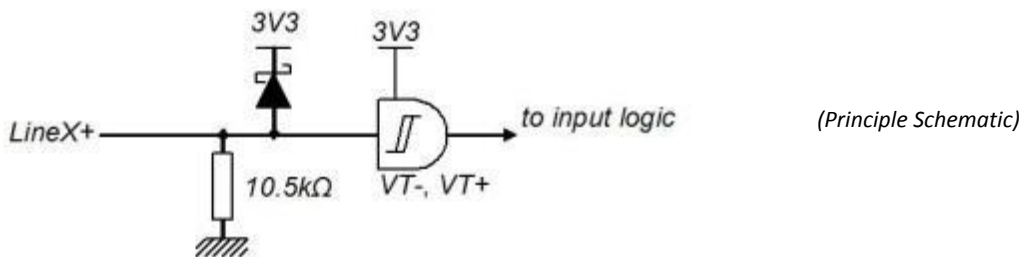 3V3 3V3
LineX+
to input logic
(Principle Schematic)
10.5kΩ
VT-, VT+